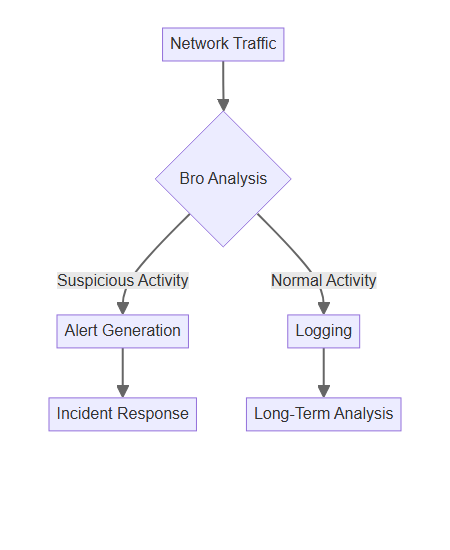 Network Traffic
Bro Analysis
Suspicious Activity
Normal Activity
Alert Generation
Logging
Incident Response
Long-Term Analysis